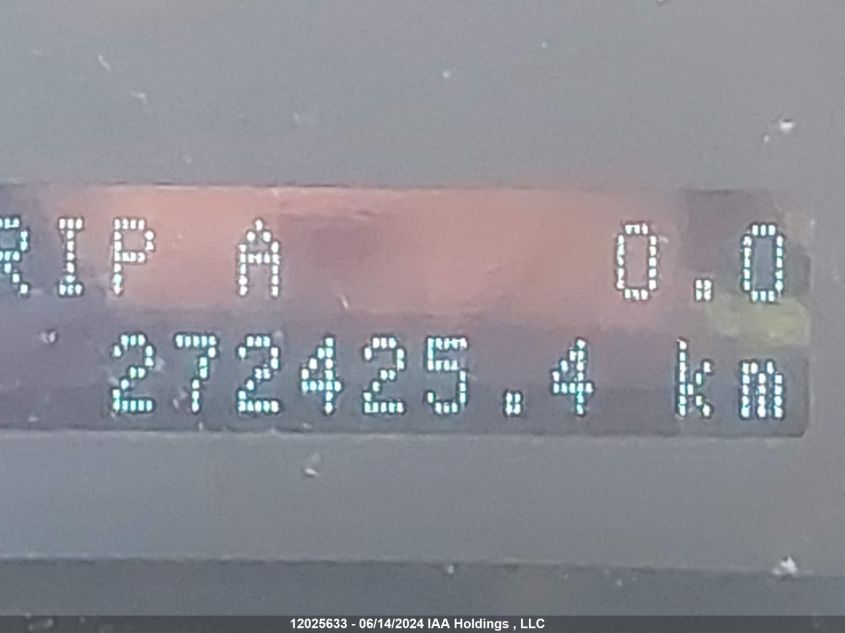 RIP A 0.0
272425.4 km
12025633 - 06/14/2024 IAA Holdings , LLC